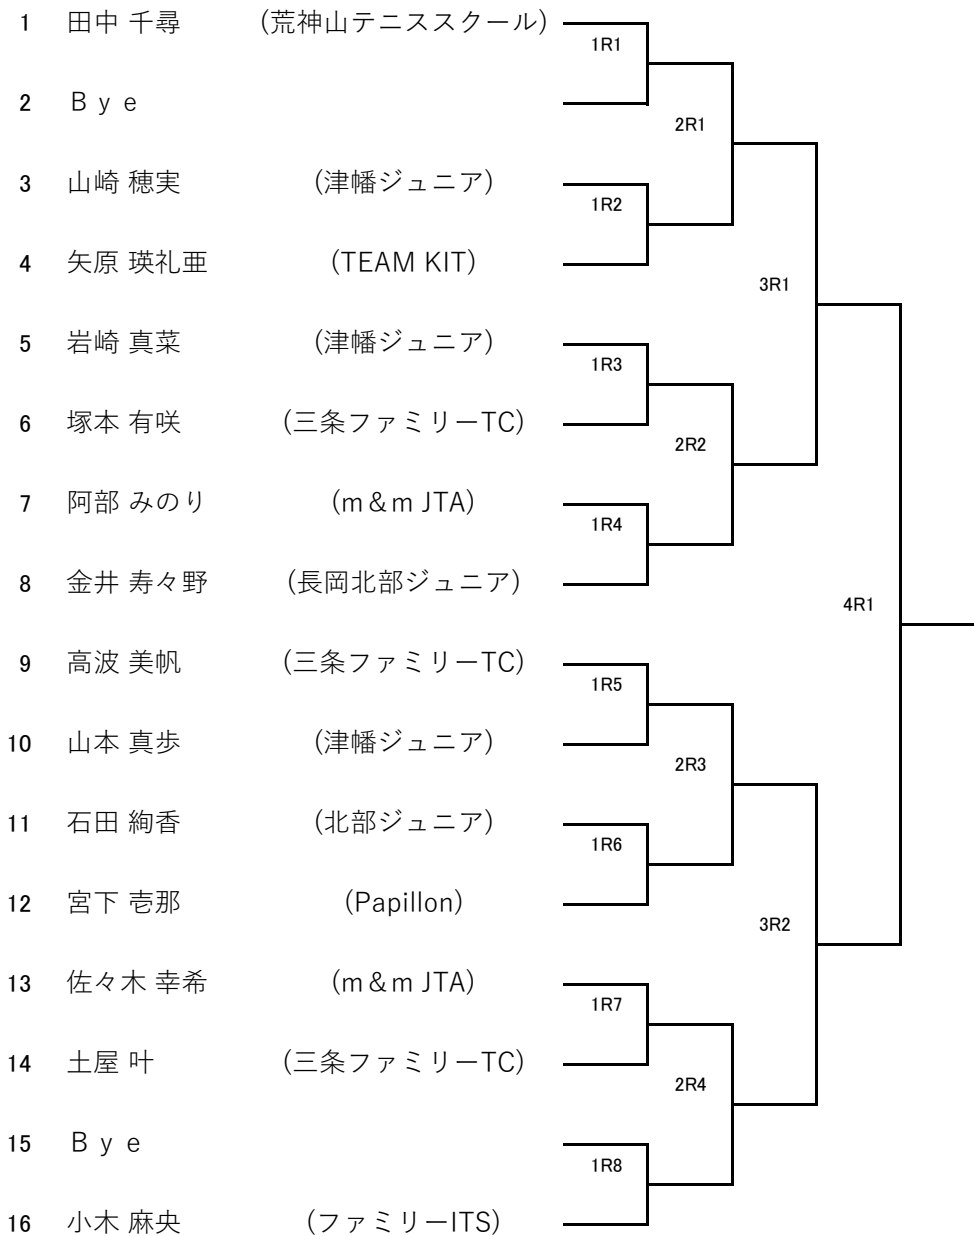 1 田中 千尋 (荒神山テニススクール)
1R1
2 Ｂｙｅ
2R1
3 山崎 穂実 (津幡ジュニア)
1R2
4 矢原 瑛礼亜 (TEAM KIT)
3R1
5 岩崎 真菜 (津幡ジュニア)
1R3
6 塚本 有咲 (三条ファミリーTC)
2R2
7 阿部 みのり (m＆m JTA)
1R4
8 金井 寿々野 (長岡北部ジュニア)
4R1
9 高波 美帆 (三条ファミリーTC)
1R5
10 山本 真歩 (津幡ジュニア)
2R3
11 石田 絢香 (北部ジュニア)
1R6
12 宮下 壱那 (Papillon)
3R2
13 佐々木 幸希 (m＆m JTA)
1R7
14 土屋 叶 (三条ファミリーTC)
2R4
15 Ｂｙｅ
1R8
16 小木 麻央 (ファミリーITS)